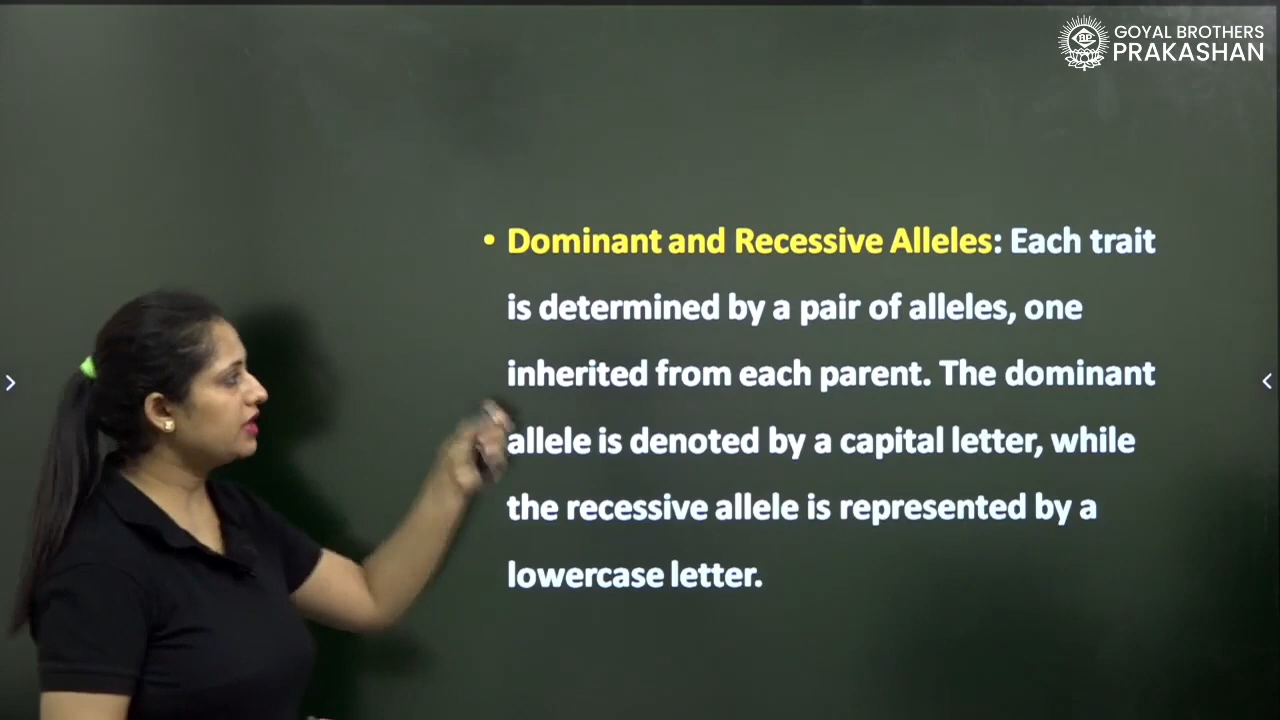 GOYAL BROTHERS
PRAKASHAN
• Dominant and Recessive Alleles: Each trait
is determined by a pair of alleles, one
inherited from each parent. The dominant
allele is denoted by a capital letter, while
the recessive allele is represented by a
lowercase letter.